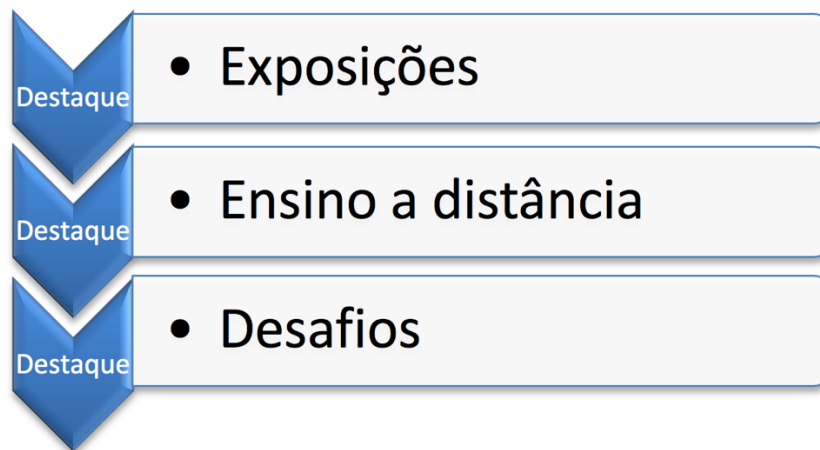 Destaque
• Exposições
Destaque
• Ensino a distância
Destaque
• Desafios